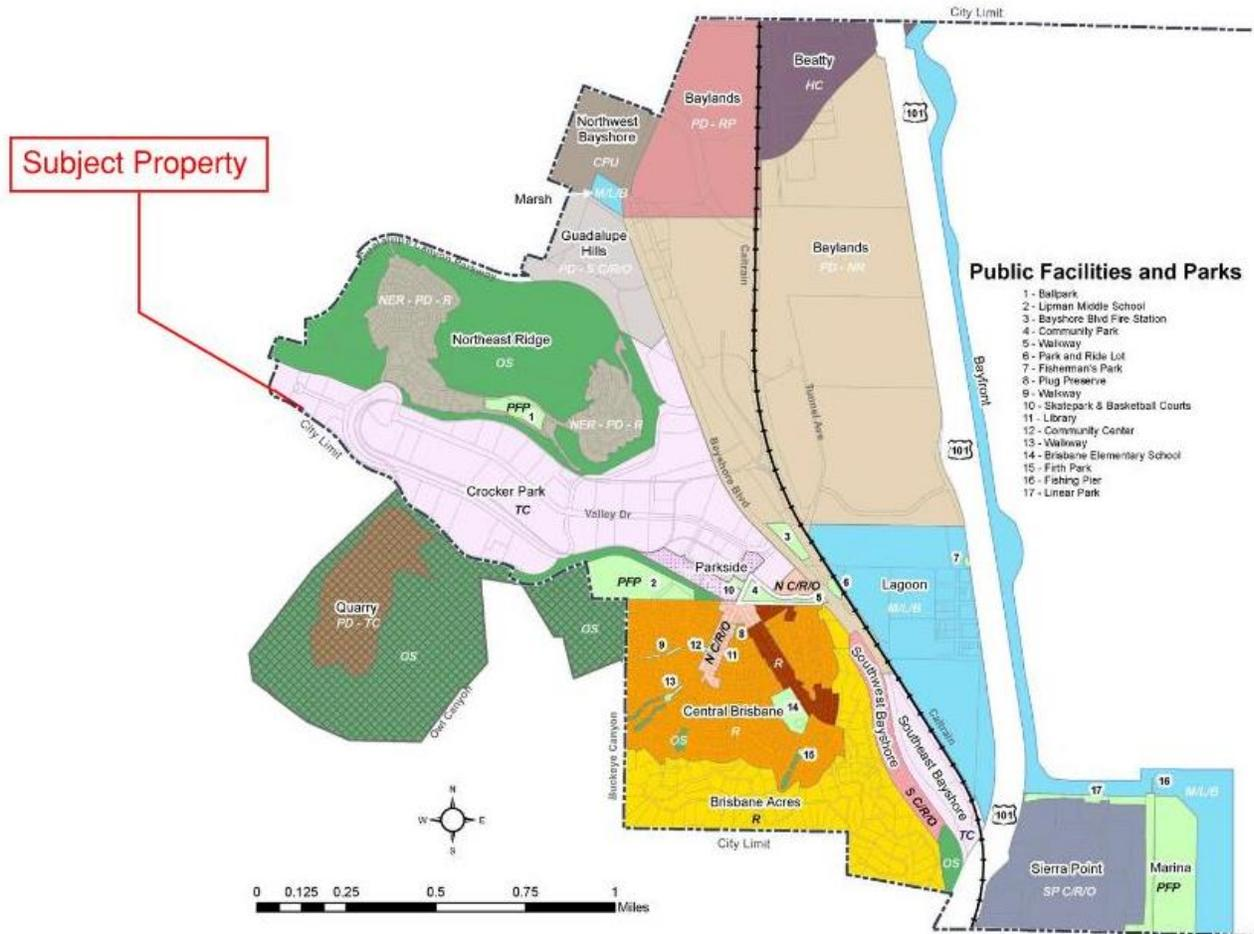 City Limit
Beatty
HC
101
Baylands
PD - RP
Northwest
Bayshore
CPU
Subject Property
Marsh
M/L/B
Guadalupe
Hills
PD - S C/R/O
Caltrain
Baylands
PD - NR
Public Facilities and Parks
1 - Ballpark
2 - Lipman Middle School
3 - Bayshore Blvd Fire Station
4 - Community Park
5 - Walkway
6 - Park and Ride Lot
7 - Fisherman's Park
8 - Plug Preserve
9 - Walkway
10 - Skatepark & Basketball Courts
11 - Library
12 - Community Center
13 - Walkway
14 - Brisbane Elementary School
15 - Firth Park
16 - Fishing Pier
17 - Linear Park
NER - PD - R
Northeast Ridge
OS
PFP
1
NER - PD - R
Tunnel Ave
Bayfront
101
City Limit
Bayshore Blvd
Crocker Park
TC
Valley Dr
3
7
Parkside
PFP
2
10
4
N C/R/O
5
6
Lagoon
M/L/B
Quarry
PD - TC
OS
OS
9
12
N C/R/O
8
11
R
13
Central Brisbane
R
14
OS
15
Southwest Bayshore
Southeast Bayshore
Caltrain
Owl Canyon
Buckeye Canyon
Brisbane Acres
R
S C/R/O
TC
101
17
16
M/L/B
City Limit
OS
Sierra Point
SP C/R/O
Marina
PFP
N
W
E
S
0
0.125
0.25
0.5
0.75
1
Miles